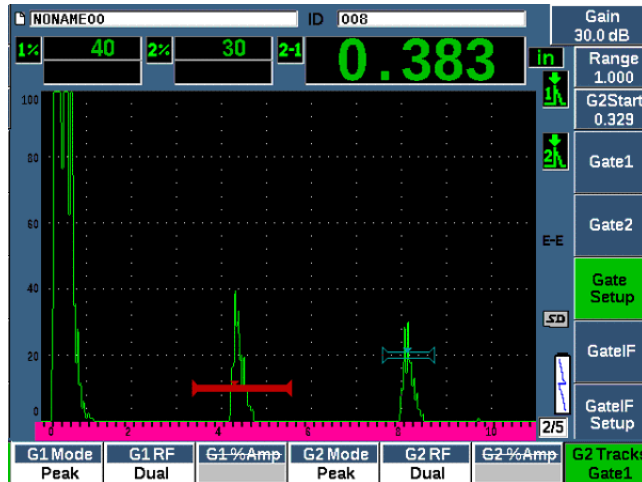 NONAME00 ID 008
1% 40 2% 30 2-1 0.383 in
Gain
30.0 dB
Range
1.000
G2Start
0.329
Gate1
Gate2
Gate
Setup
GateIF
GateIF
Setup
1
2
E-E
SD
2/5
100
80
60
40
20
0
0 2 4 6 8 10
G1 Mode
Peak
G1 RF
Dual
G1 %Amp
G2 Mode
Peak
G2 RF
Dual
G2 %Amp
G2 Tracks
Gate1